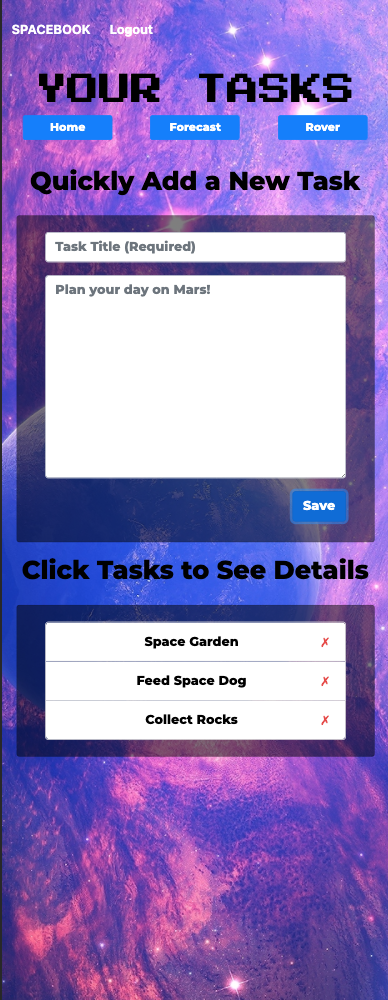 SPACEBOOK Logout
YOUR TASKS
Home Forecast Rover
Quickly Add a New Task
Task Title (Required)
Plan your day on Mars!
Save
Click Tasks to See Details
Space Garden ✗
Feed Space Dog ✗
Collect Rocks ✗